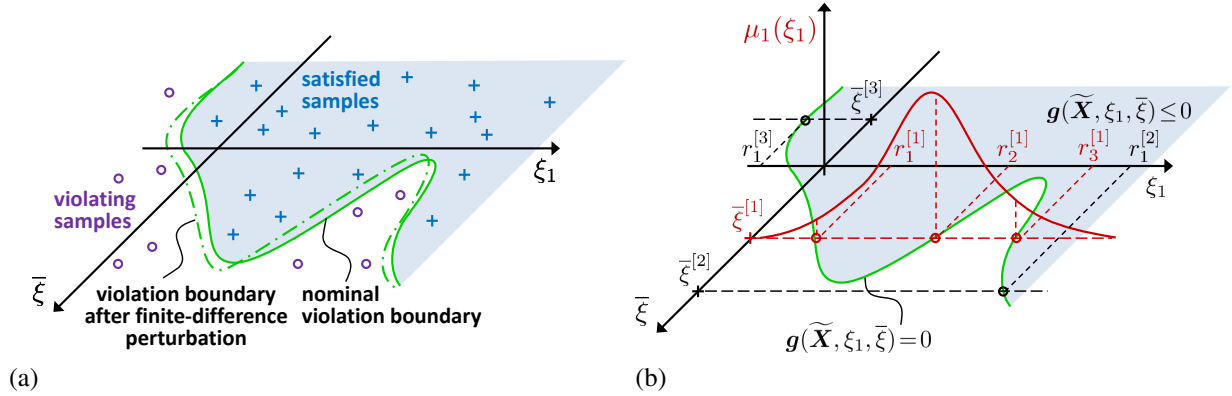 satisfied
samples
ξ₁
violating
samples
ξ̅
violation boundary
after finite-difference
perturbation
nominal
violation boundary
(a)
μ₁(ξ₁)
ξ̅^[3]
g(X̃, ξ₁, ξ̅) ≤ 0
r₁^[3]
r₁^[1]
r₂^[1]
r₃^[1]
r₁^[2]
ξ₁
ξ̅^[1]
ξ̅^[2]
ξ̅
g(X̃, ξ₁, ξ̅) = 0
(b)